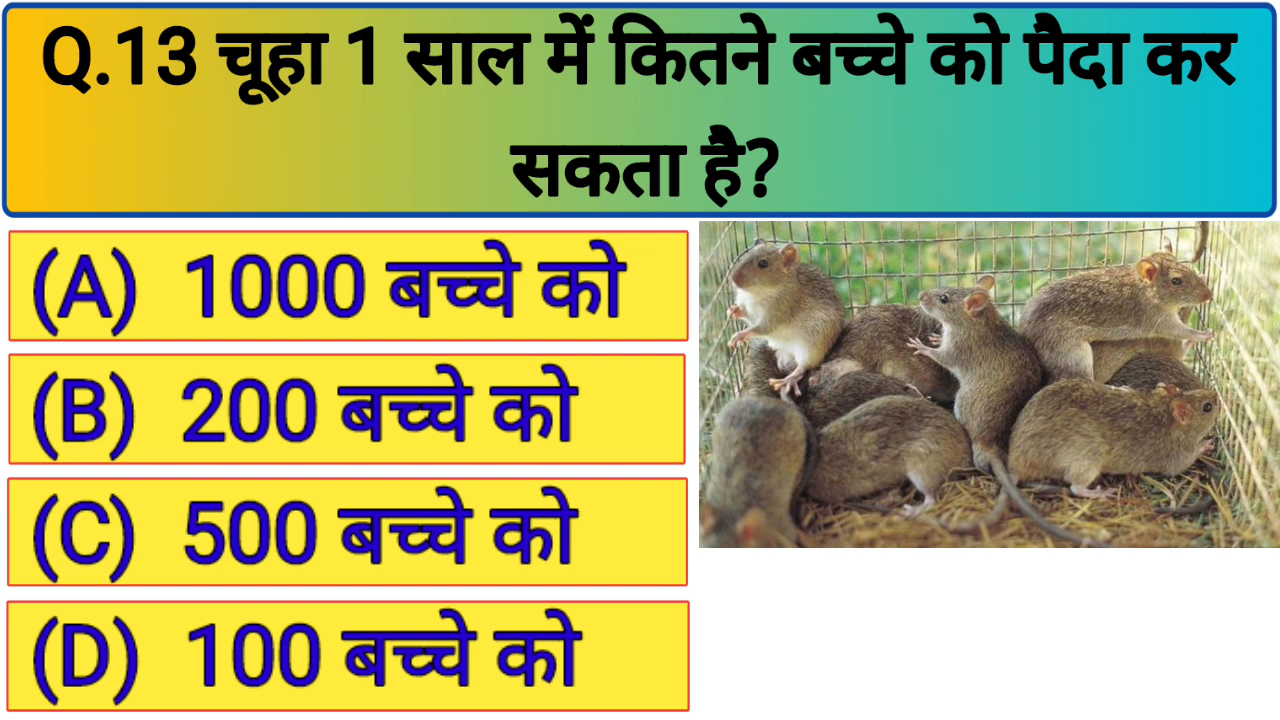 Q.13 चूहा 1 साल में कितने बच्चे को पैदा कर
सकता है?
(A) 1000 बच्चे को
(B) 200 बच्चे को
(C) 500 बच्चे को
(D) 100 बच्चे को